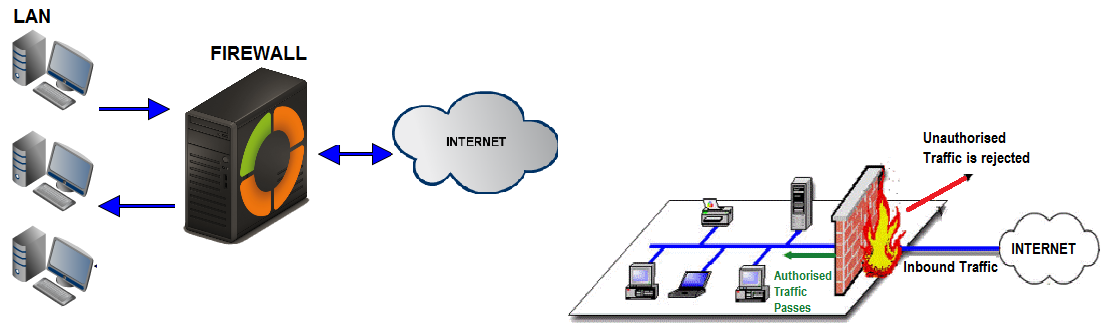 LAN
FIREWALL
INTERNET
Unauthorised
Traffic is rejected
INTERNET
Inbound Traffic
Authorised
Traffic
Passes